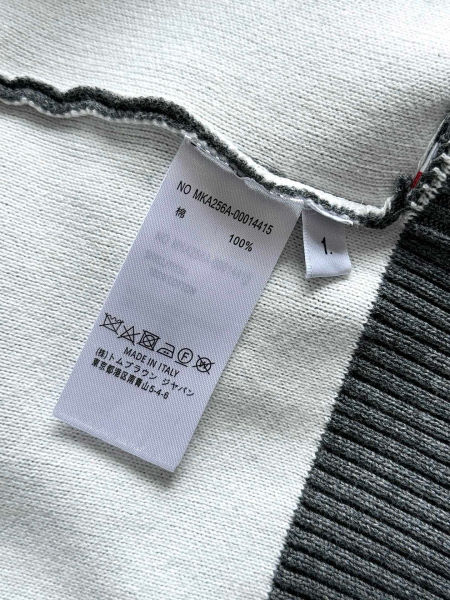 NO MKA256A-00014415
綿
100%
MADE IN ITALY
(株)トムブラウン ジャパン
東京都港区南青山5-4-6
1.